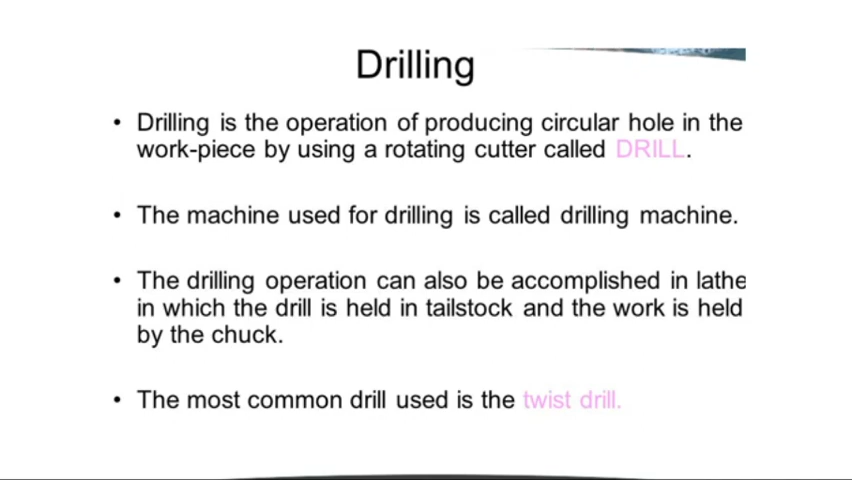 Drilling
• Drilling is the operation of producing circular hole in the
work-piece by using a rotating cutter called DRILL.
• The machine used for drilling is called drilling machine.
• The drilling operation can also be accomplished in lathe
in which the drill is held in tailstock and the work is held
by the chuck.
• The most common drill used is the twist drill.